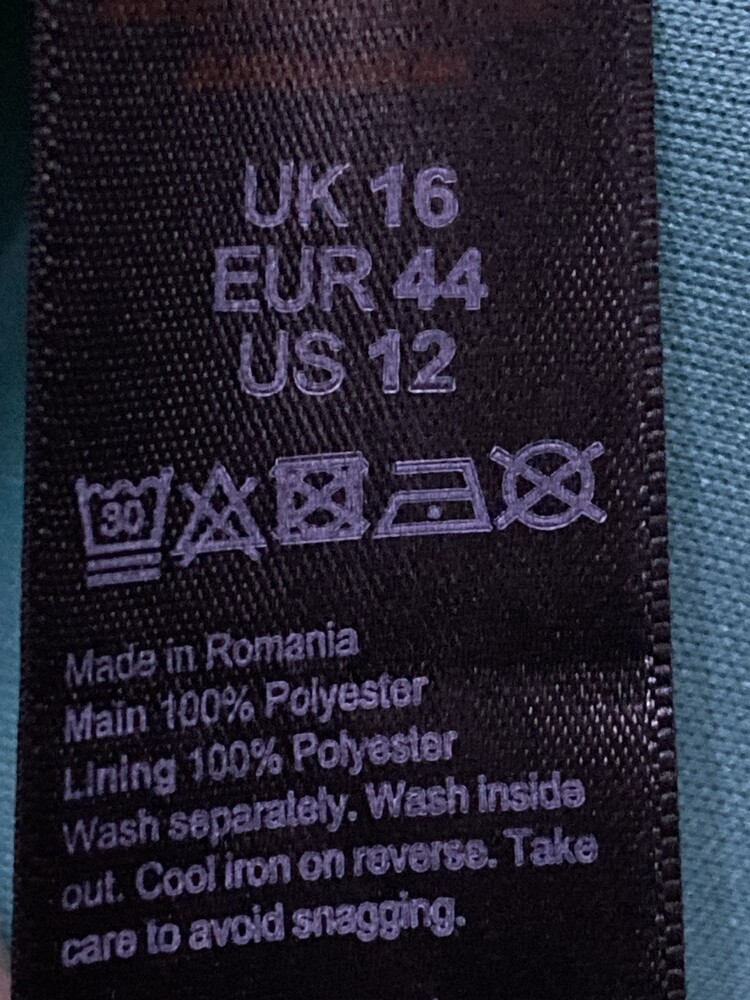 UK 16
EUR 44
US 12
30
Made in Romania
Main 100% Polyester
Lining 100% Polyester
Wash separately. Wash inside
out. Cool iron on reverse. Take
care to avoid snagging.